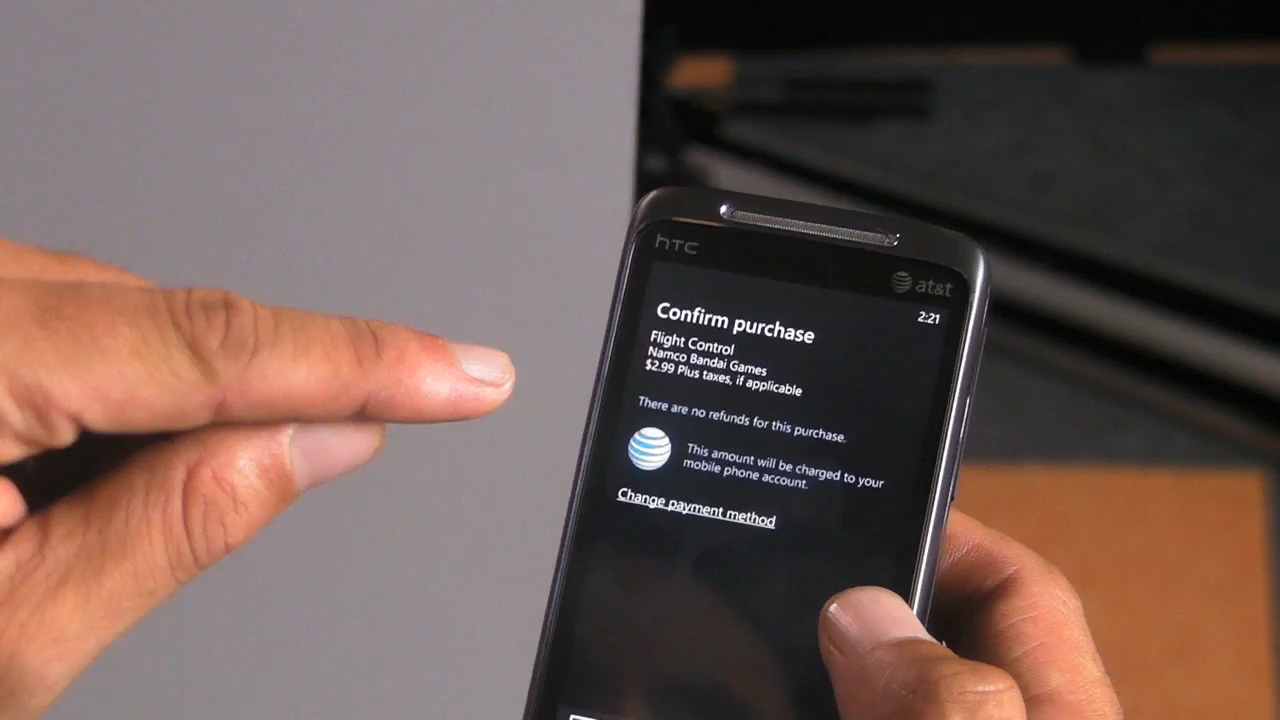 hTC
at&t
2:21
Confirm purchase
Flight Control
Namco Bandai Games
$2.99 Plus taxes, if applicable
There are no refunds for this purchase.
This amount will be charged to your
mobile phone account.
Change payment method